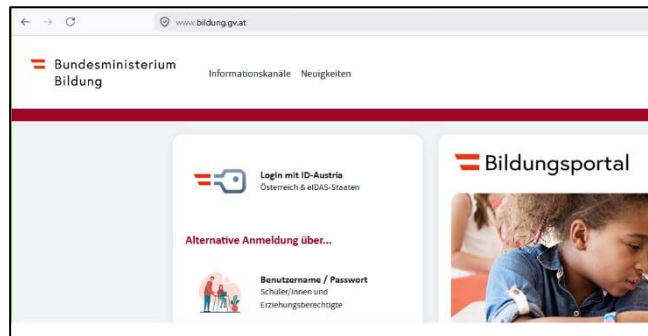 www.bildung.gv.at
Bundesministerium
Bildung
Informationskanäle Neuigkeiten
Login mit ID-Austria
Österreich & eIDAS-Staaten
Alternative Anmeldung über...
Benutzername / Passwort
Schüler/innen und
Erziehungsberechtigte
Bildungsportal